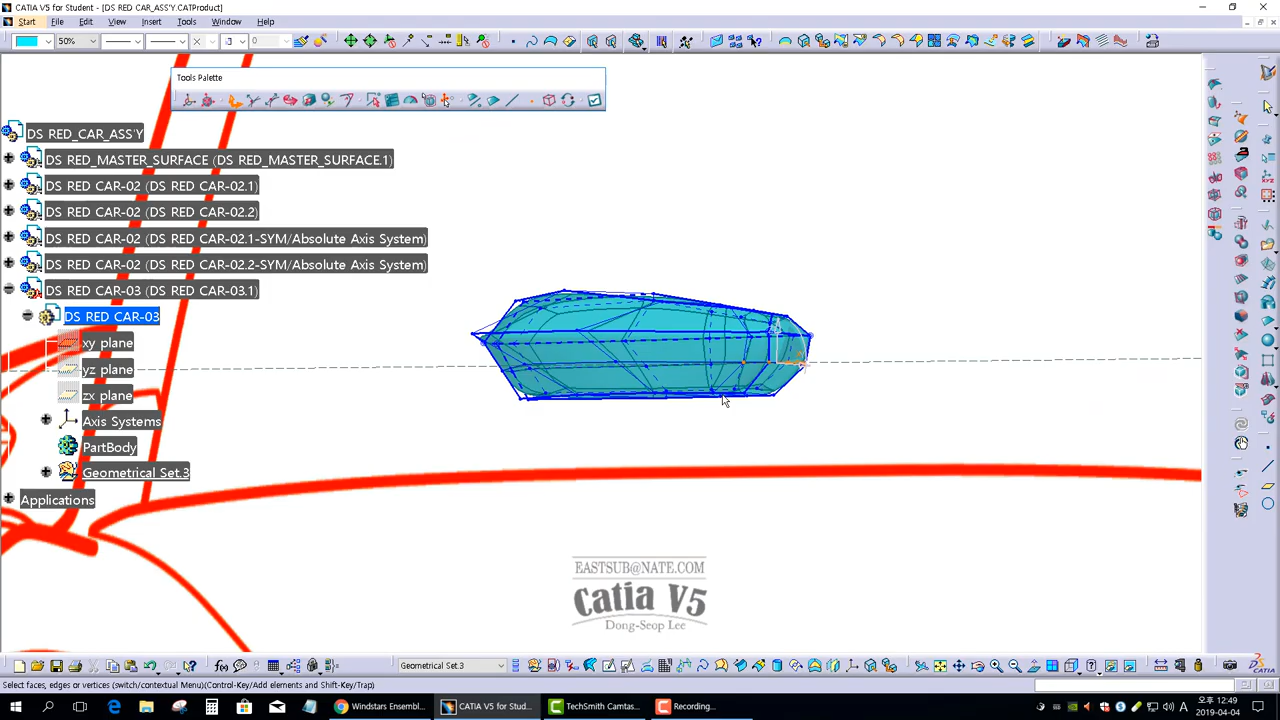 CATIA V5 for Student - [DS RED CAR_ASS'Y.CATProduct]
Start File Edit View Insert Tools Window Help
50%
0
Tools Palette
DS RED_CAR_ASS'Y
DS RED_MASTER_SURFACE (DS RED_MASTER_SURFACE.1)
DS RED CAR-02 (DS RED CAR-02.1)
DS RED CAR-02 (DS RED CAR-02.2)
DS RED CAR-02 (DS RED CAR-02.1-SYM/Absolute Axis System)
DS RED CAR-02 (DS RED CAR-02.2-SYM/Absolute Axis System)
DS RED CAR-03 (DS RED CAR-03.1)
DS RED CAR-03
xy plane
yz plane
zx plane
Axis Systems
PartBody
Geometrical Set.3
Applications
EASTSUB@NATE.COM
Catia V5
Dong-Seop Lee
Geometrical Set.3
CATIA
Select faces, edges or vertices (switch/contextual Menu)(Control-Key/Add elements and Shift-Key/Trap)
Windstars Ensembl...
CATIA V5 for Stud...
TechSmith Camtas...
Recording...
A
오후 12:49
2019-04-04